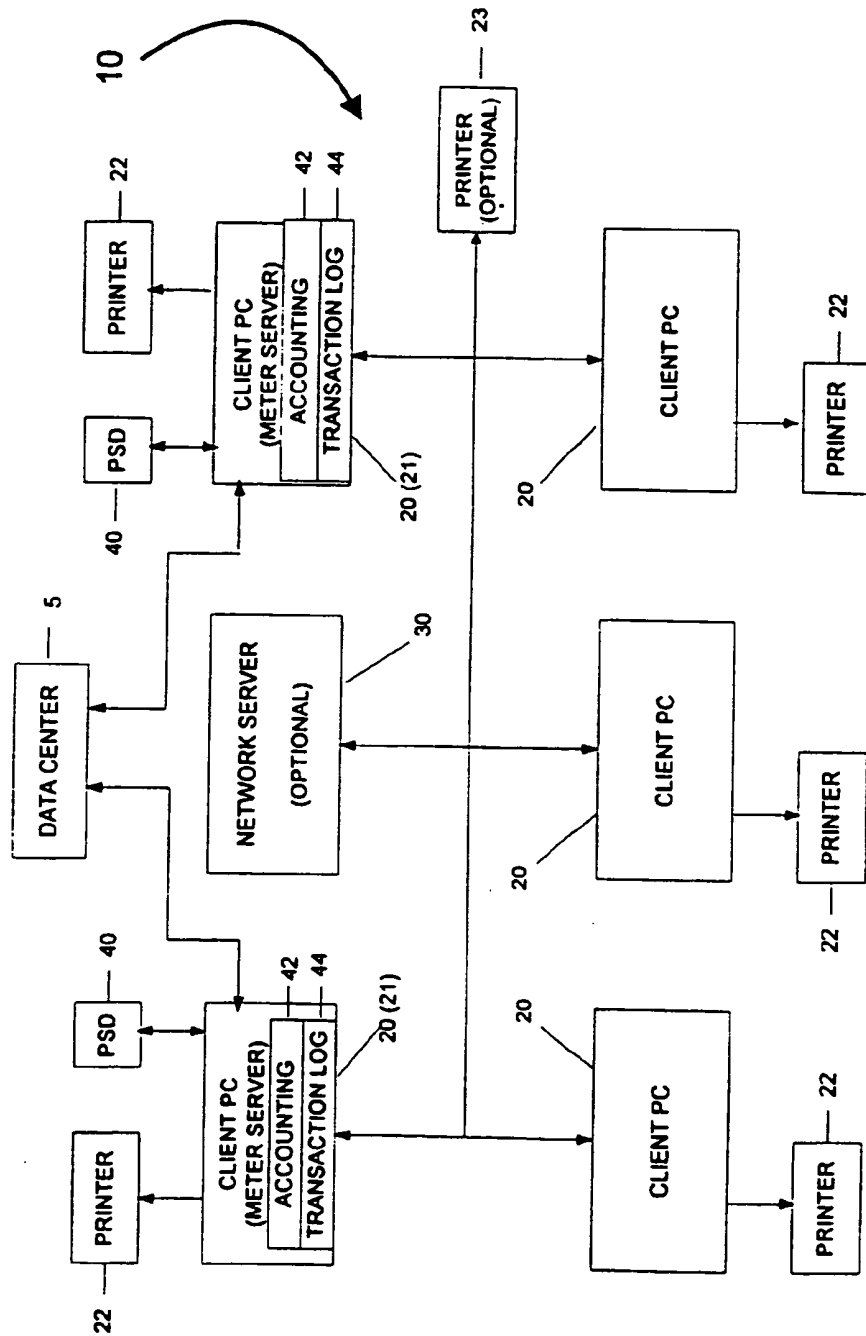 10
DATA CENTER
5
PRINTER
22
PSD
40
CLIENT PC
(METER SERVER)
ACCOUNTING
42
TRANSACTION LOG
44
20 (21)
NETWORK SERVER
(OPTIONAL)
30
PSD
40
PRINTER
22
CLIENT PC
(METER SERVER)
ACCOUNTING
42
TRANSACTION LOG
44
20 (21)
PRINTER
(OPTIONAL)
23
CLIENT PC
20
PRINTER
22
CLIENT PC
20
PRINTER
22
CLIENT PC
20
PRINTER
22